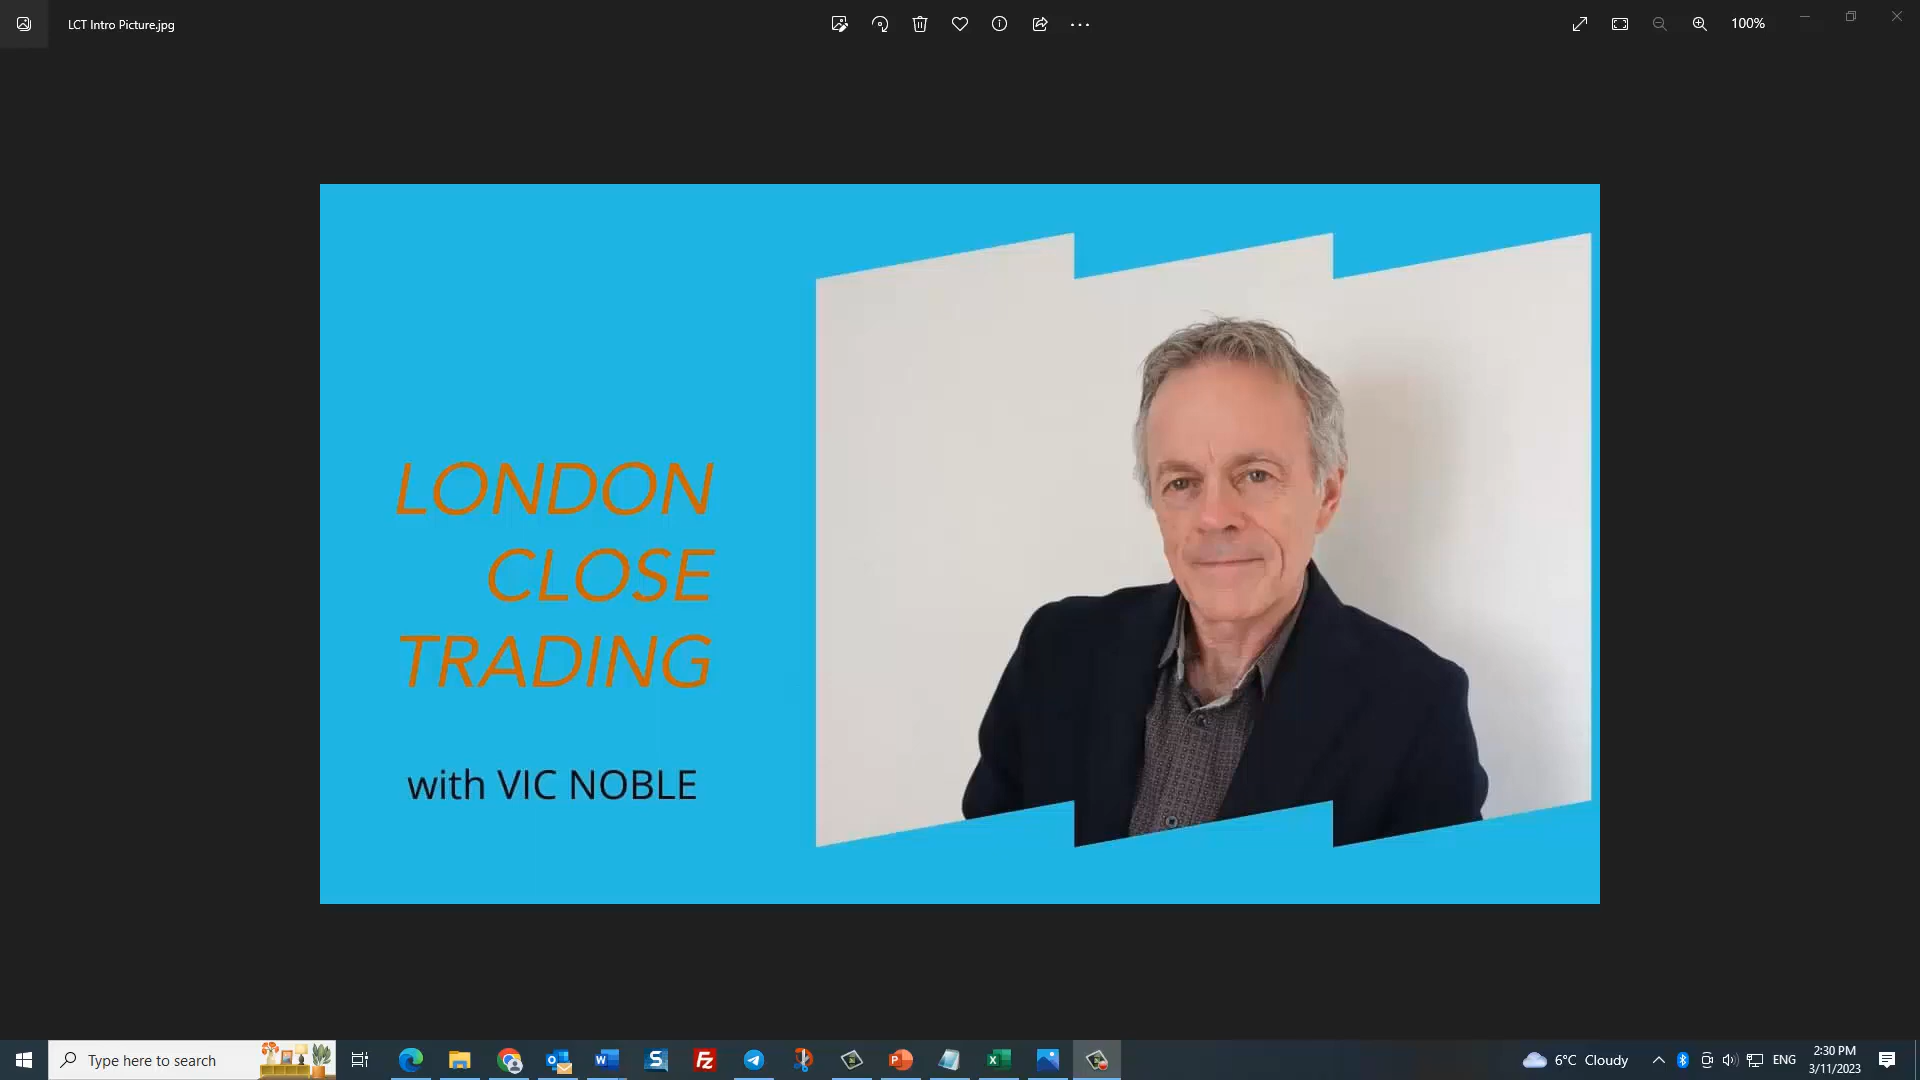 LCT Intro Picture.jpg
100%
LONDON
CLOSE
TRADING
with VIC NOBLE
Type here to search
6°C Cloudy
ENG
2:30 PM
3/11/2023